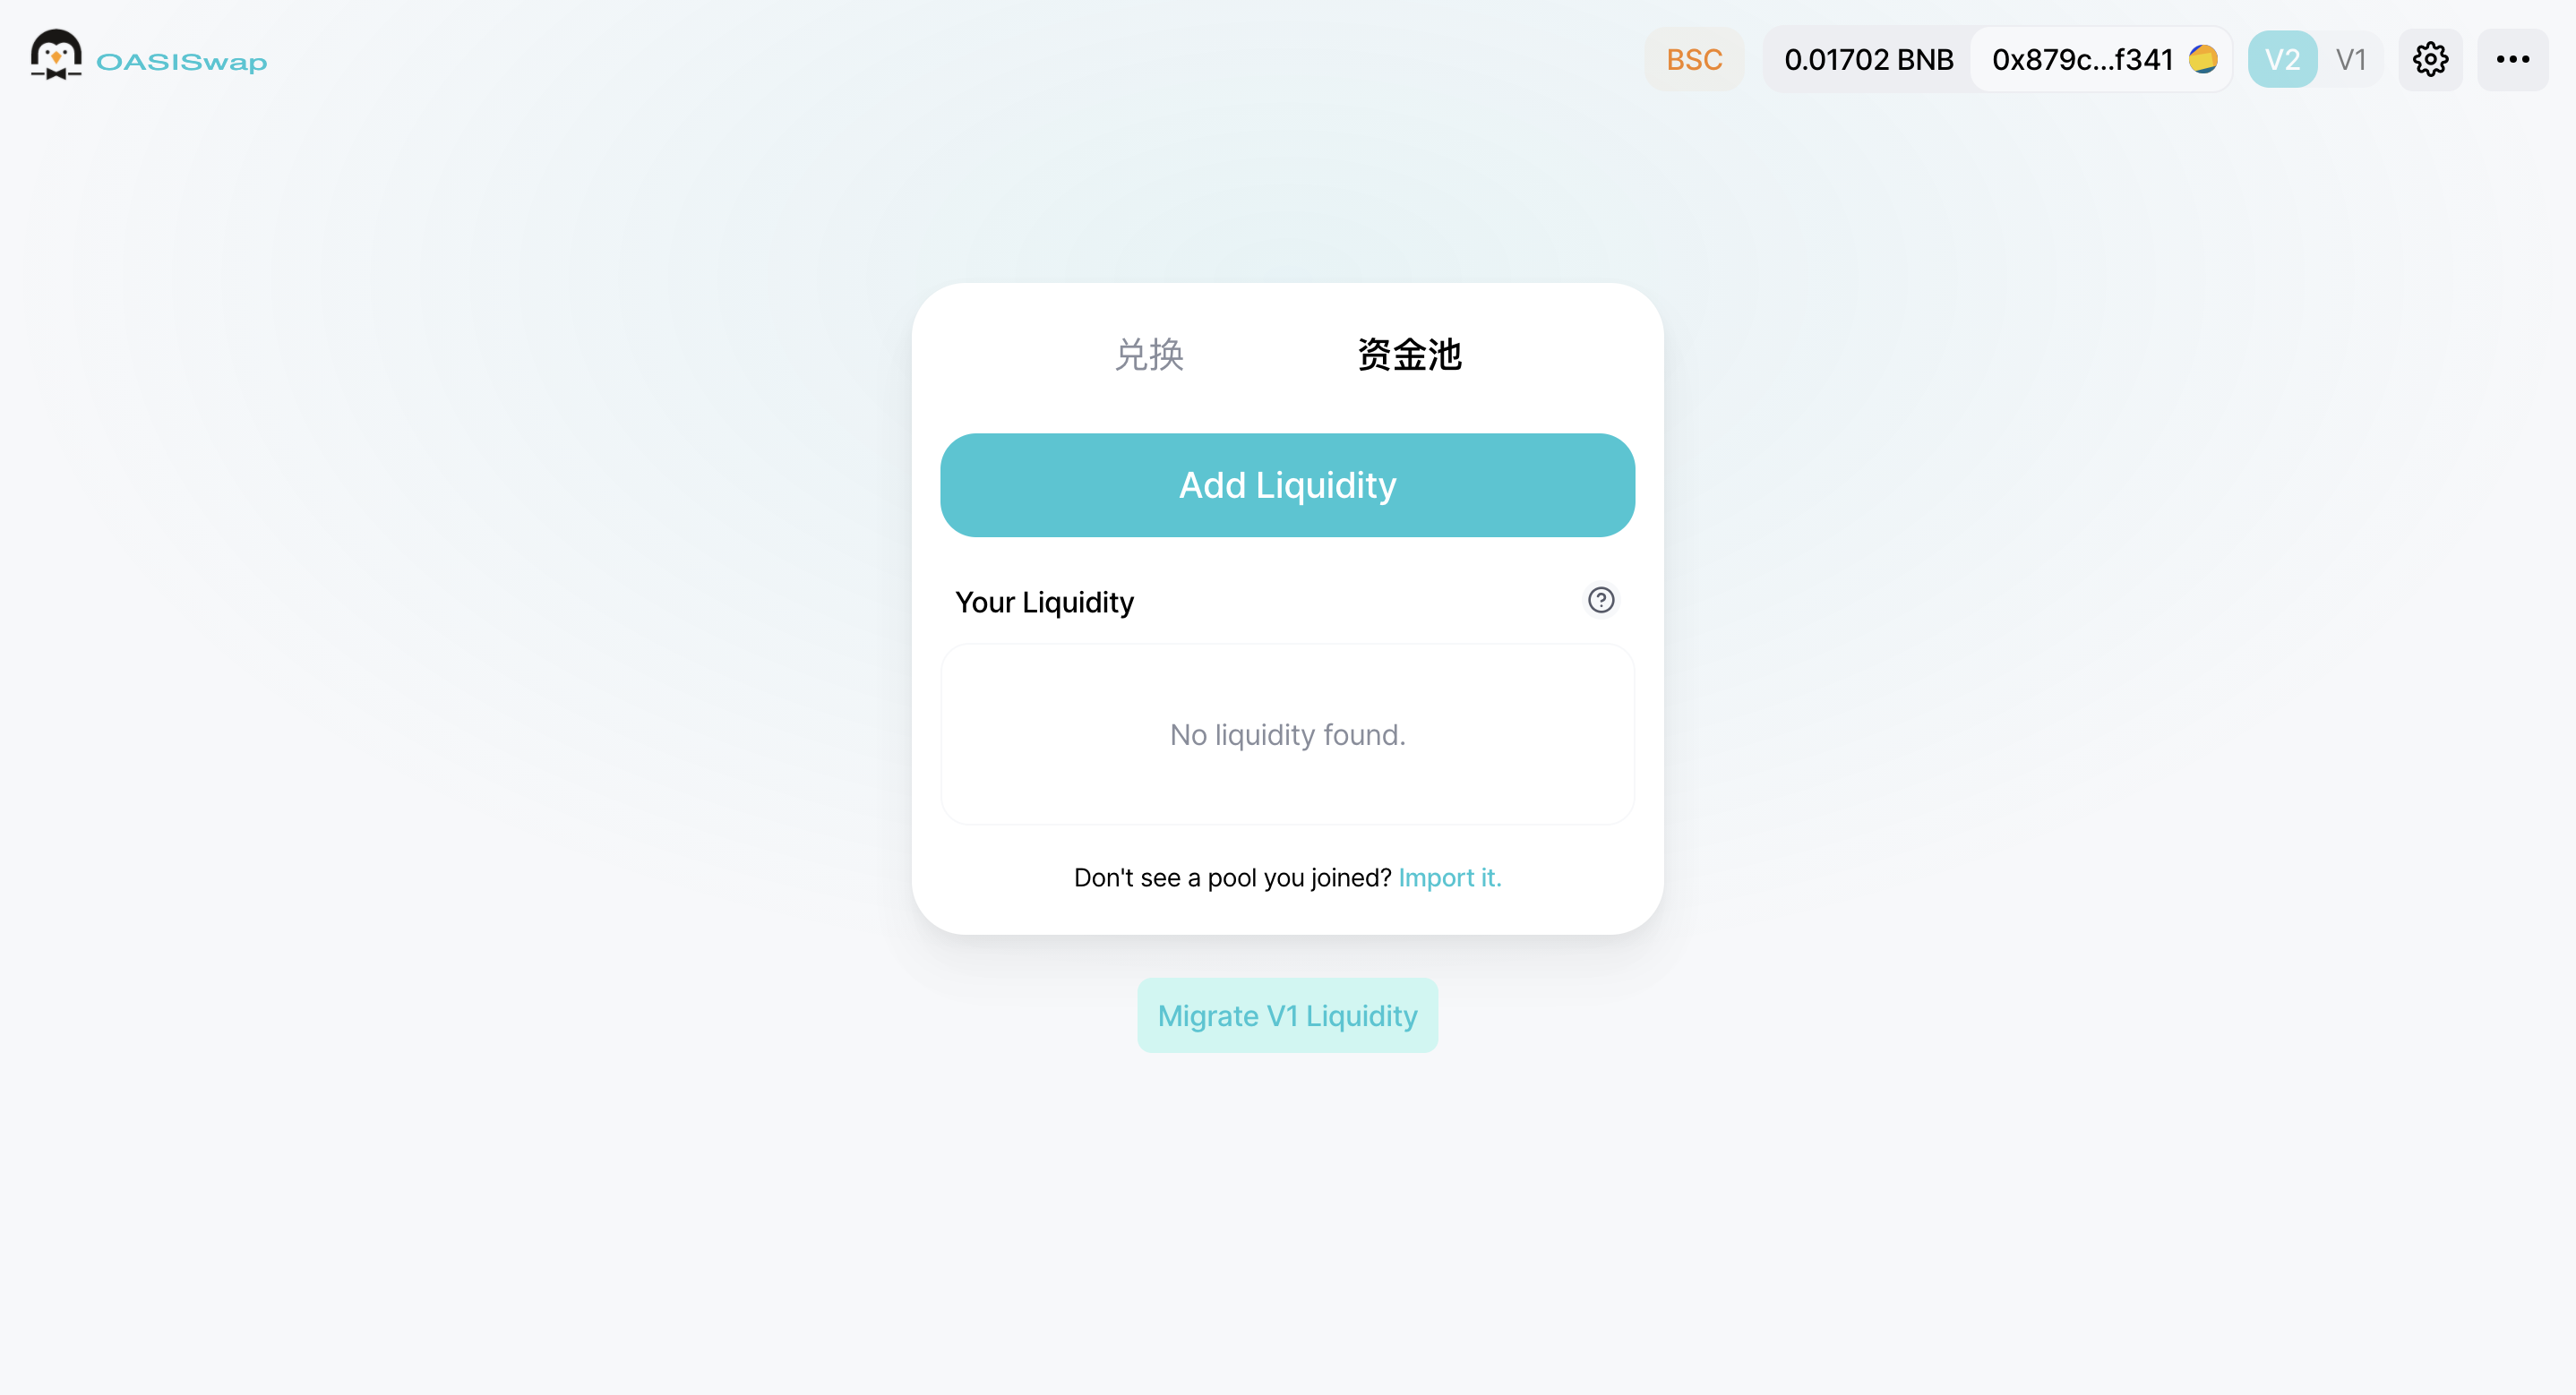 OASISwap
BSC
0.01702 BNB
0x879c...f341
V2
V1
兑换
资金池
Add Liquidity
Your Liquidity
No liquidity found.
Don't see a pool you joined? Import it.
Migrate V1 Liquidity